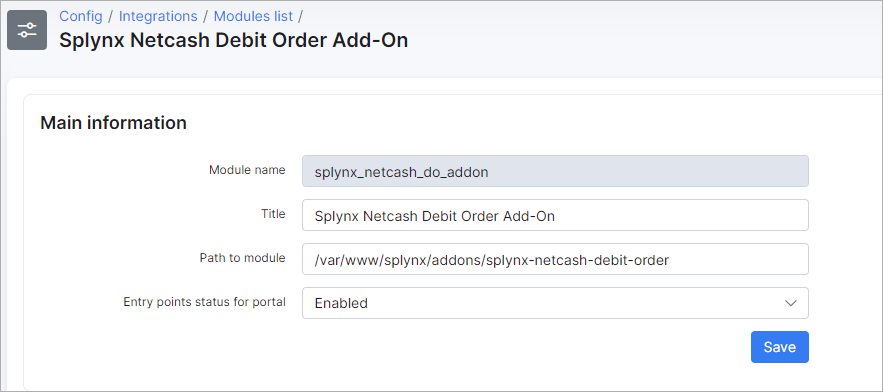 Config / Integrations / Modules list /
Splynx Netcash Debit Order Add-On
Main information
Module name splynx_netcash_do_addon
Title Splynx Netcash Debit Order Add-On
Path to module /var/www/splynx/addons/splynx-netcash-debit-order
Entry points status for portal Enabled
Save